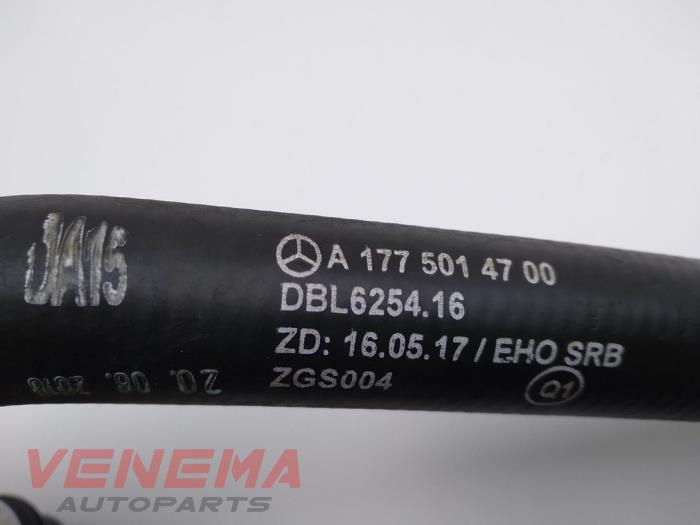 JA15
A 177 501 47 00
DBL6254.16
ZD: 16.05.17 / EHO SRB
ZGS004
Q1
VENEMA
AUTOPARTS